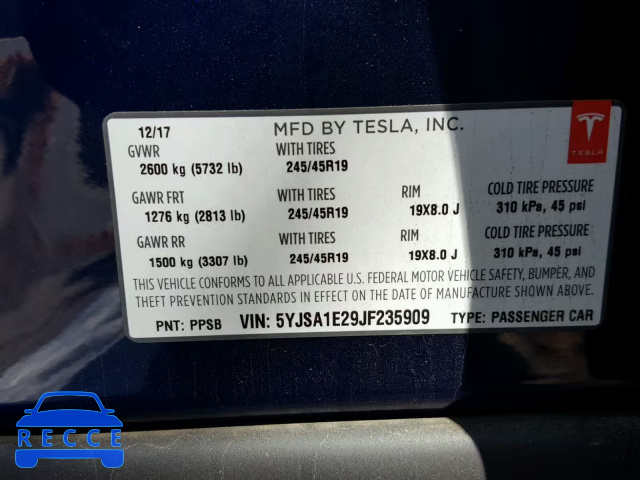 12/17 MFD BY TESLA, INC.
GVWR WITH TIRES
2600 kg (5732 lb) 245/45R19
GAWR FRT WITH TIRES RIM COLD TIRE PRESSURE
1276 kg (2813 lb) 245/45R19 19X8.0 J 310 kPa, 45 psi
GAWR RR WITH TIRES RIM COLD TIRE PRESSURE
1500 kg (3307 lb) 245/45R19 19X8.0 J 310 kPa, 45 psi
THIS VEHICLE CONFORMS TO ALL APPLICABLE U.S. FEDERAL MOTOR VEHICLE SAFETY, BUMPER, AND
THEFT PREVENTION STANDARDS IN EFFECT ON THE DATE OF MANUFACTURE SHOWN ABOVE.
PNT: PPSB VIN: 5YJSA1E29JF235909 TYPE: PASSENGER CAR
TESLA
RECCE